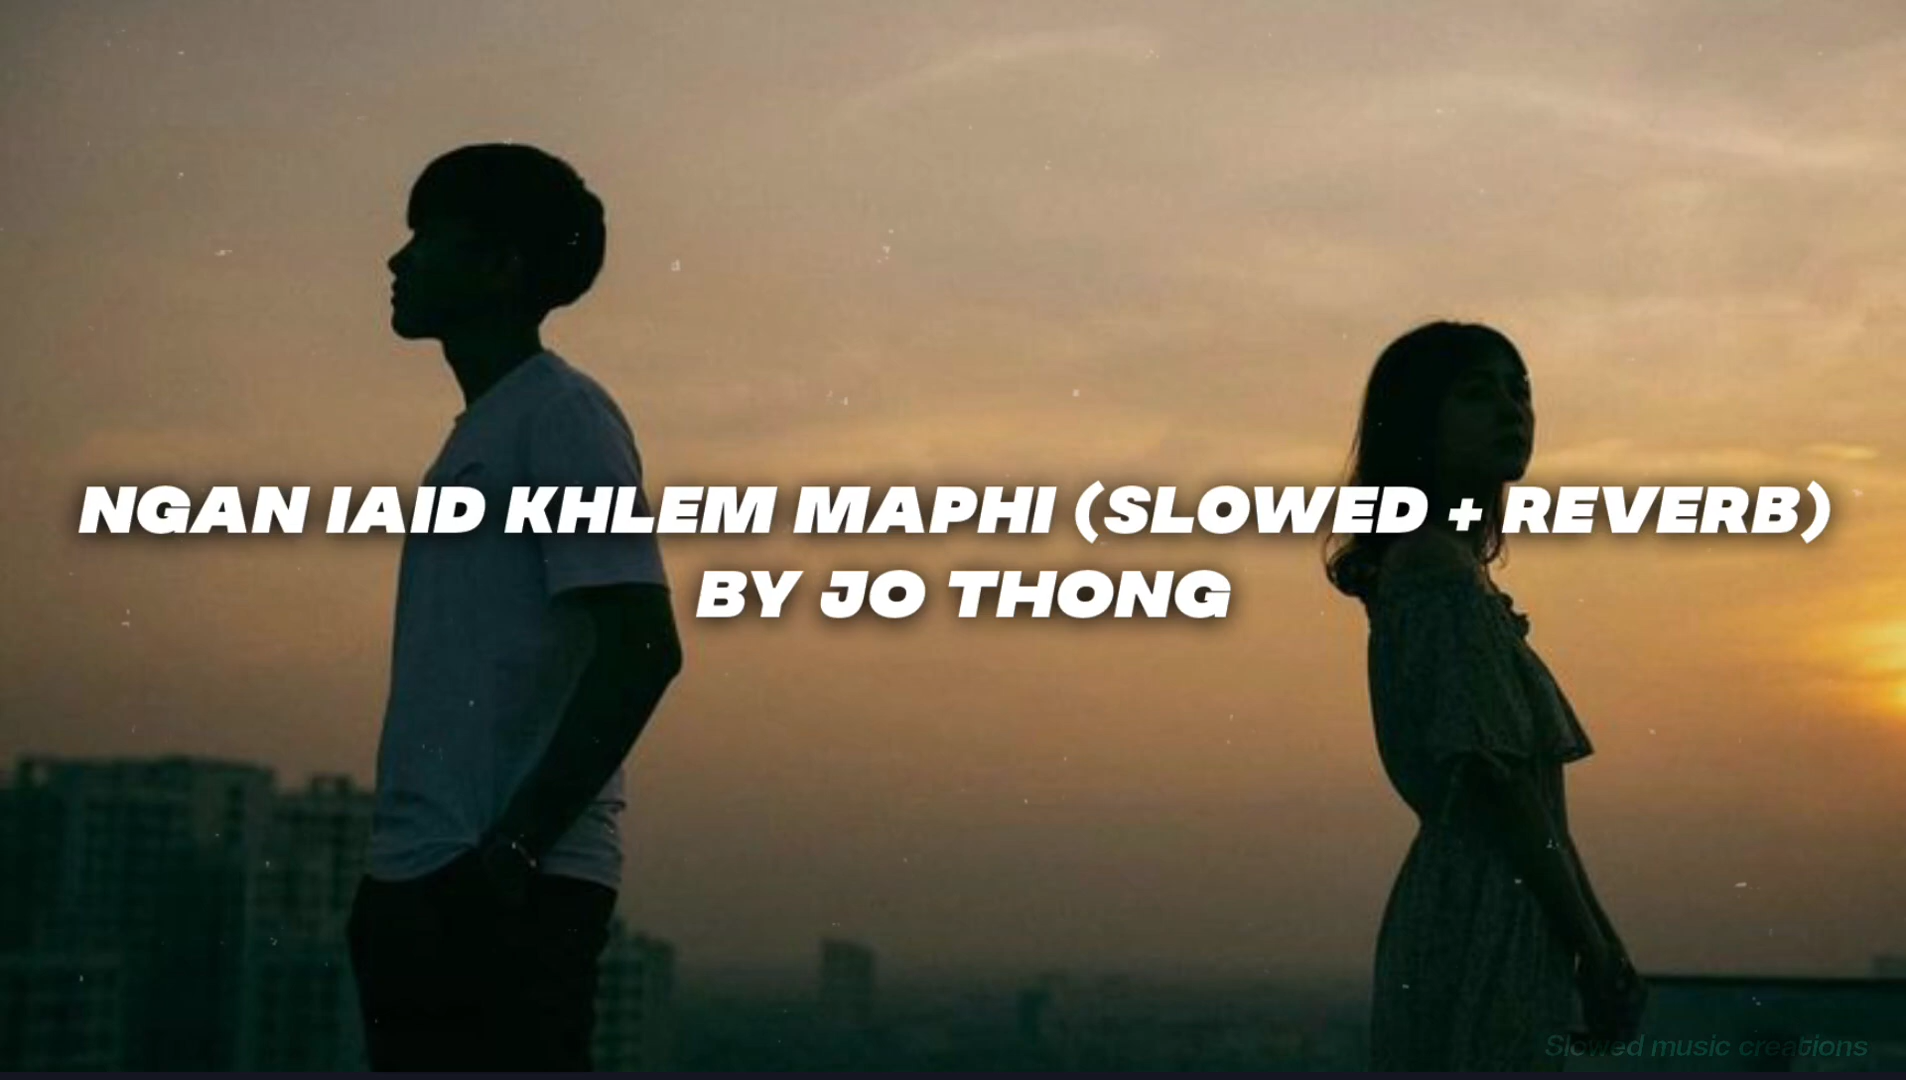 NGAN IAID KHLEM MAPHI (SLOWED + REVERB)
BY JO THONG
Slowed music creations